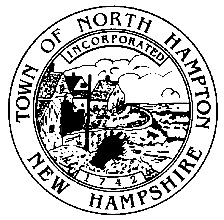 TOWN OF NORTH HAMPTON
INCORPORATED
1742
NEW HAMPSHIRE